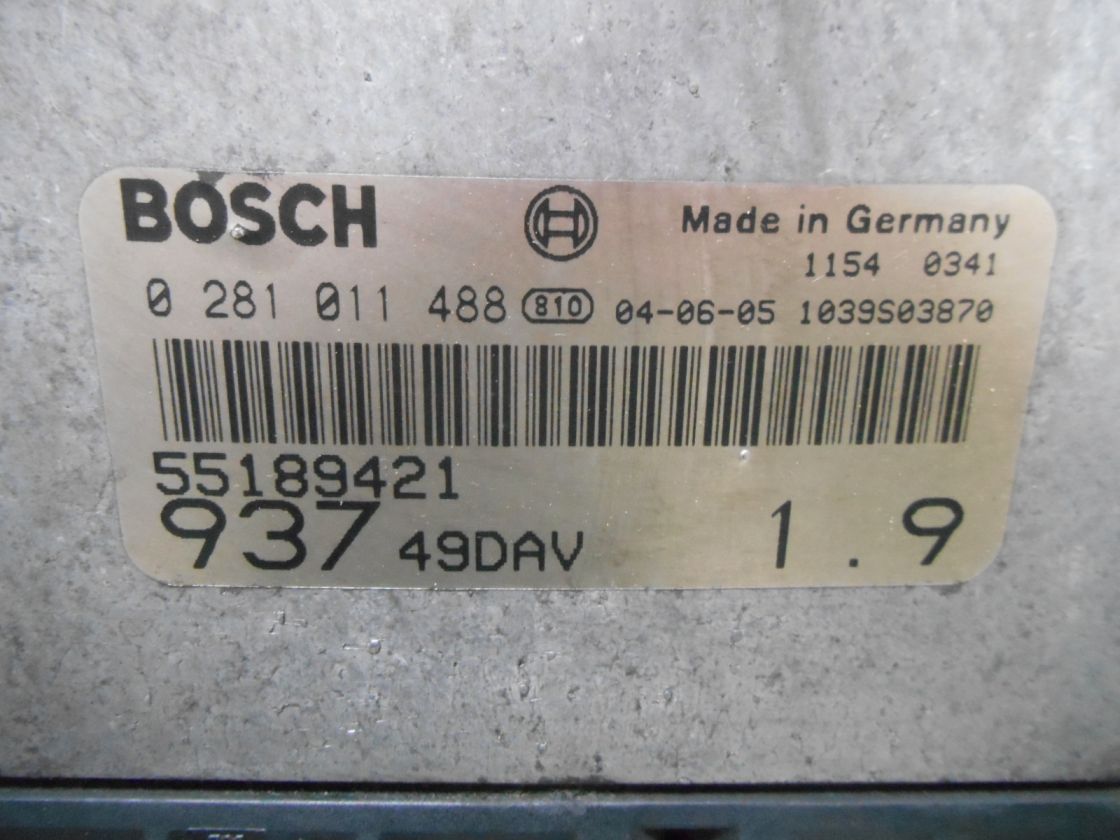 BOSCH Made in Germany
1154 0341
0 281 011 488 810 04-06-05 1039S03870
55189421
937 49DAV 1.9